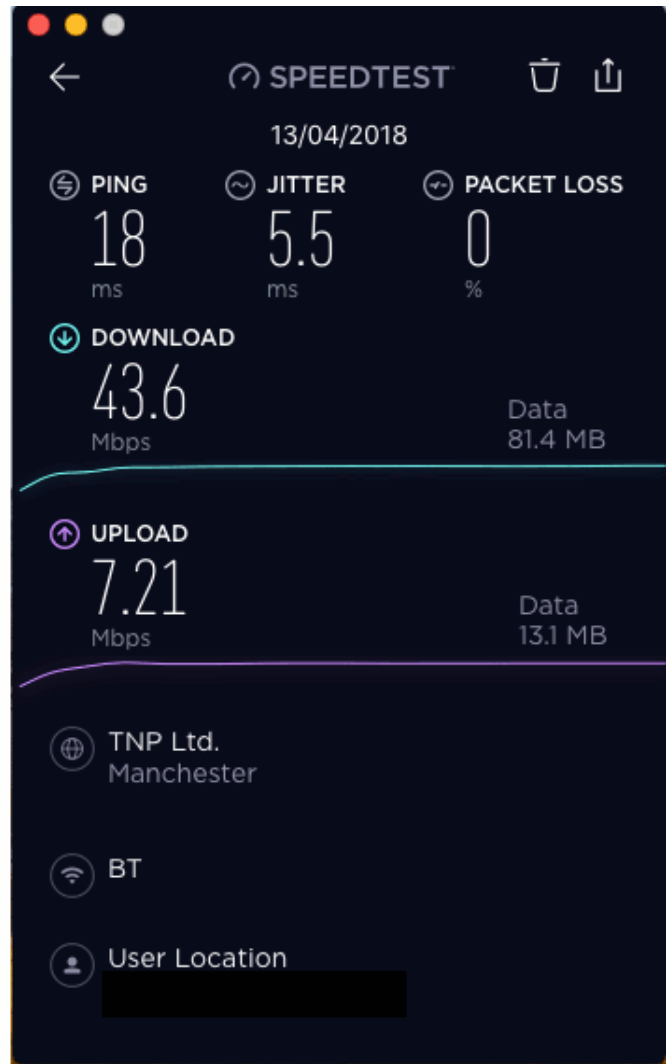 SPEEDTEST
13/04/2018
PING JITTER PACKET LOSS
18 5.5 0
ms ms %
DOWNLOAD
43.6
Mbps
Data
81.4 MB
UPLOAD
7.21
Mbps
Data
13.1 MB
TNP Ltd.
Manchester
BT
User Location